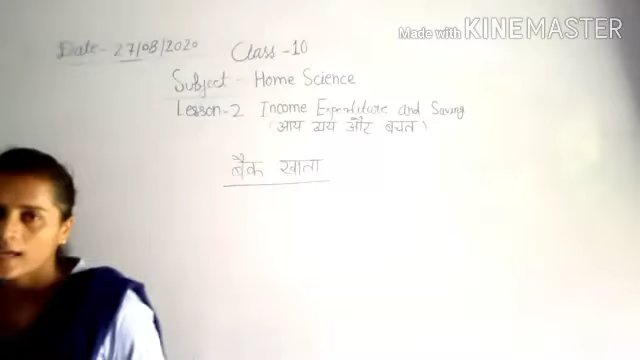 Made with KINEMASTER
Date - 27/08/2020 Class - 10
Subject - Home Science
Lesson-2 Income Expenditure and Saving
(आय व्यय और बचत)
बैंक खाता